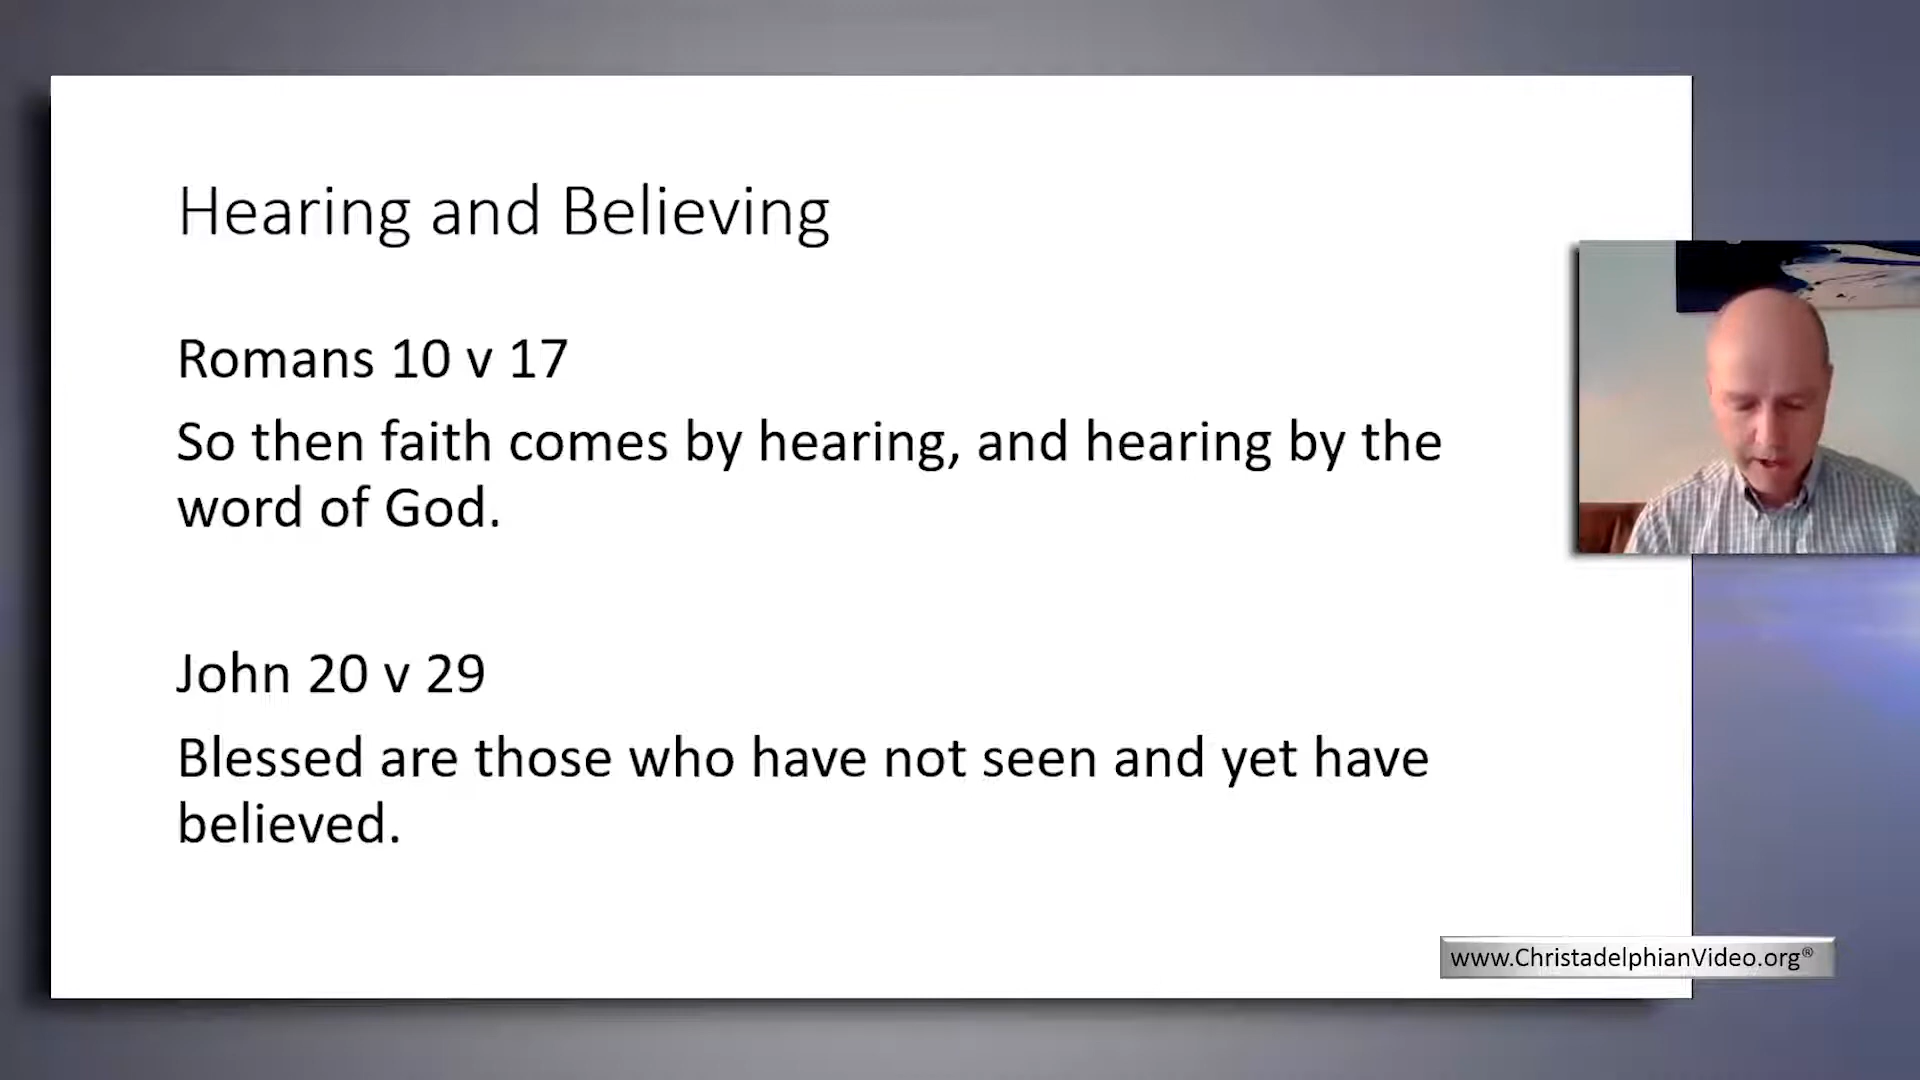 Hearing and Believing
Romans 10 v 17
So then faith comes by hearing, and hearing by the
word of God.
John 20 v 29
Blessed are those who have not seen and yet have
believed.
www.ChristadelphianVideo.org®